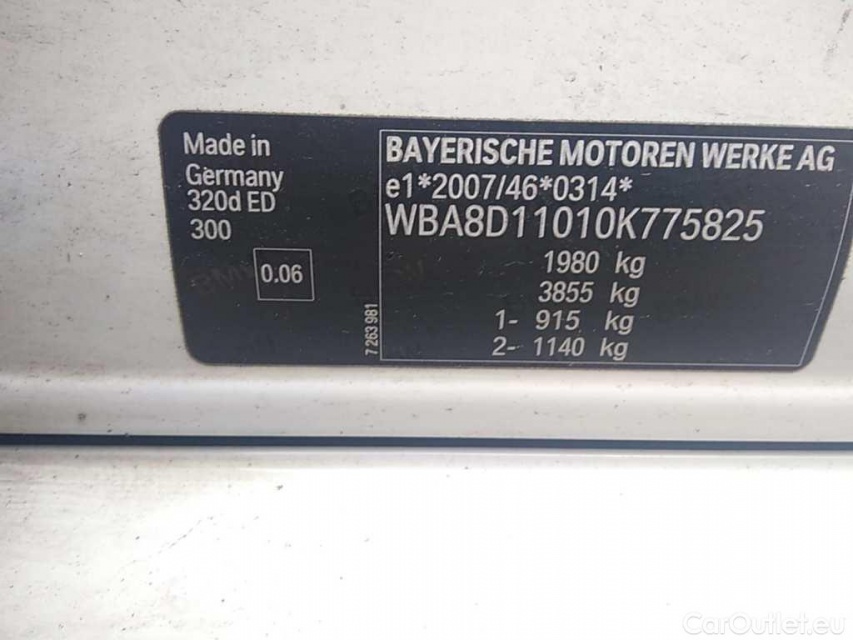 Made in
Germany
320d ED
300
0.06
7 263 981
BAYERISCHE MOTOREN WERKE AG
e1*2007/46*0314*
WBA8D11010K775825
1980 kg
3855 kg
1- 915 kg
2- 1140 kg
CarOutlet.eu